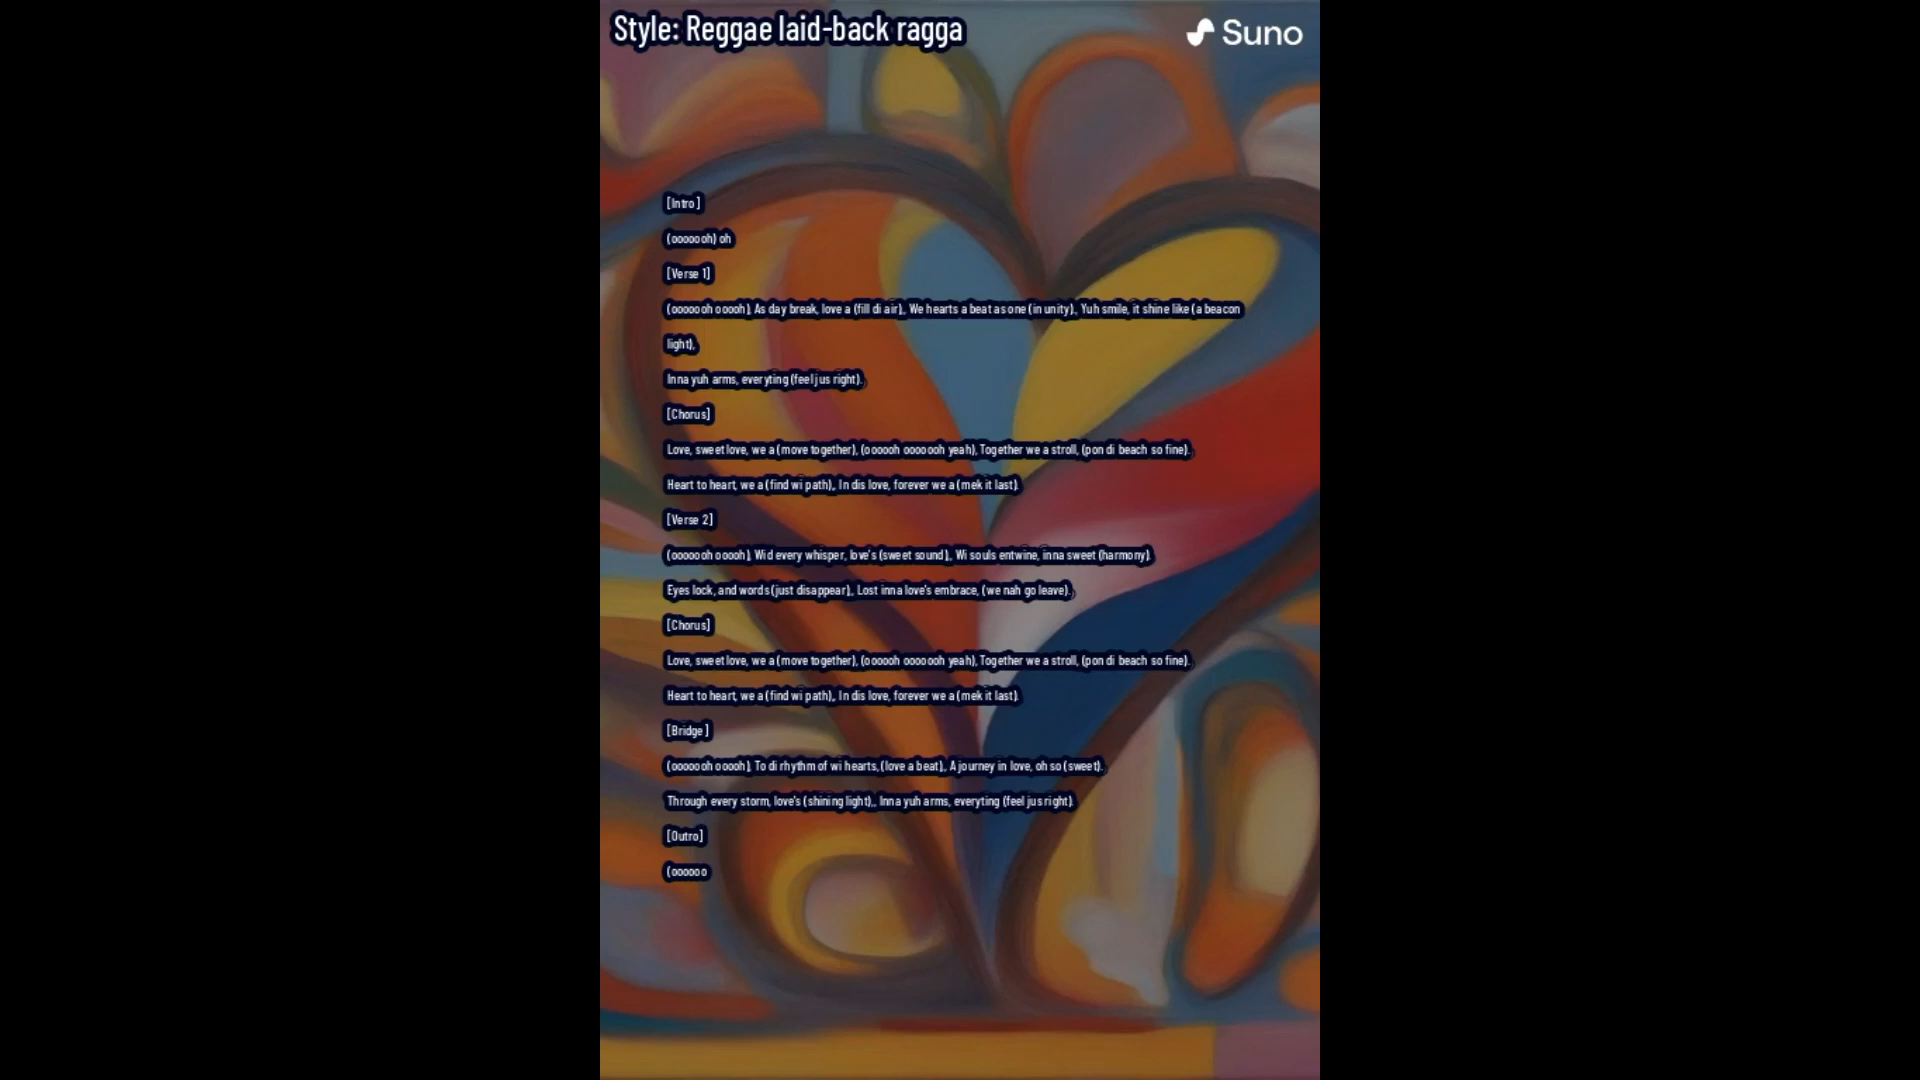 Style: Reggae laid-back ragga
Suno
[Intro]
(ooooooh) oh
[Verse 1]
(ooooooh ooooh), As day break, love a (fill di air),, We hearts a beat as one (in unity)., Yuh smile, it shine like (a beacon
light),
Inna yuh arms, everyting (feel jus right).
[Chorus]
Love, sweet love, we a (move together), (oooooh ooooooh yeah), Together we a stroll, (pon di beach so fine).
Heart to heart, we a (find wi path),, In dis love, forever we a (mek it last).
[Verse 2]
(ooooooh ooooh), Wid every whisper, love's (sweet sound),, Wi souls entwine, inna sweet (harmony).
Eyes lock, and words (just disappear),, Lost inna love's embrace, (we nah go leave).
[Chorus]
Love, sweet love, we a (move together), (oooooh ooooooh yeah), Together we a stroll, (pon di beach so fine).
Heart to heart, we a (find wi path),, In dis love, forever we a (mek it last).
[Bridge]
(ooooooh ooooh), To di rhythm of wi hearts, (love a beat),, A journey in love, oh so (sweet).
Through every storm, love's (shining light),, Inna yuh arms, everyting (feel jus right).
[Outro]
(oooooo